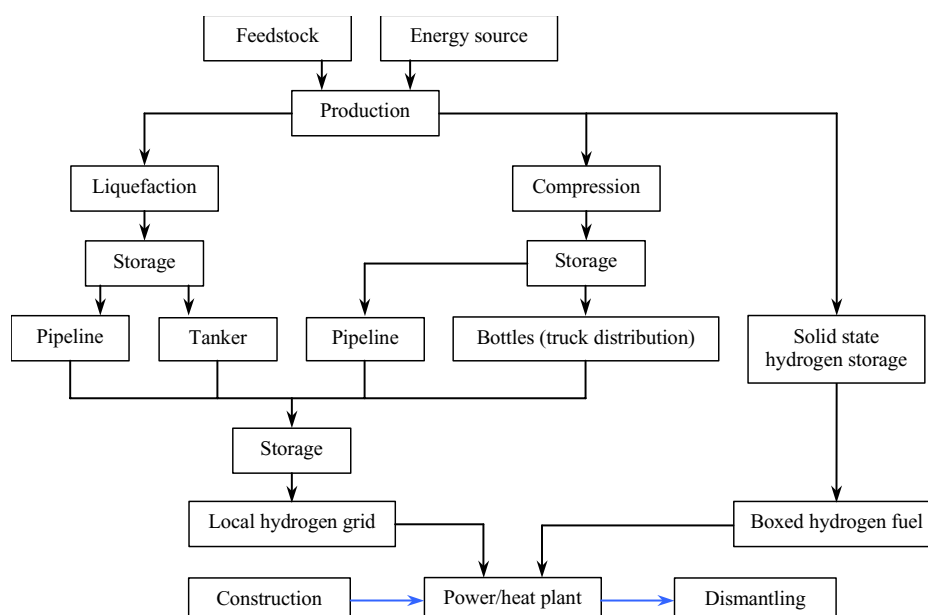 Feedstock
Energy source
Production
Liquefaction
Compression
Storage
Storage
Pipeline
Tanker
Pipeline
Bottles (truck distribution)
Solid state
hydrogen storage
Storage
Local hydrogen grid
Boxed hydrogen fuel
Construction
Power/heat plant
Dismantling